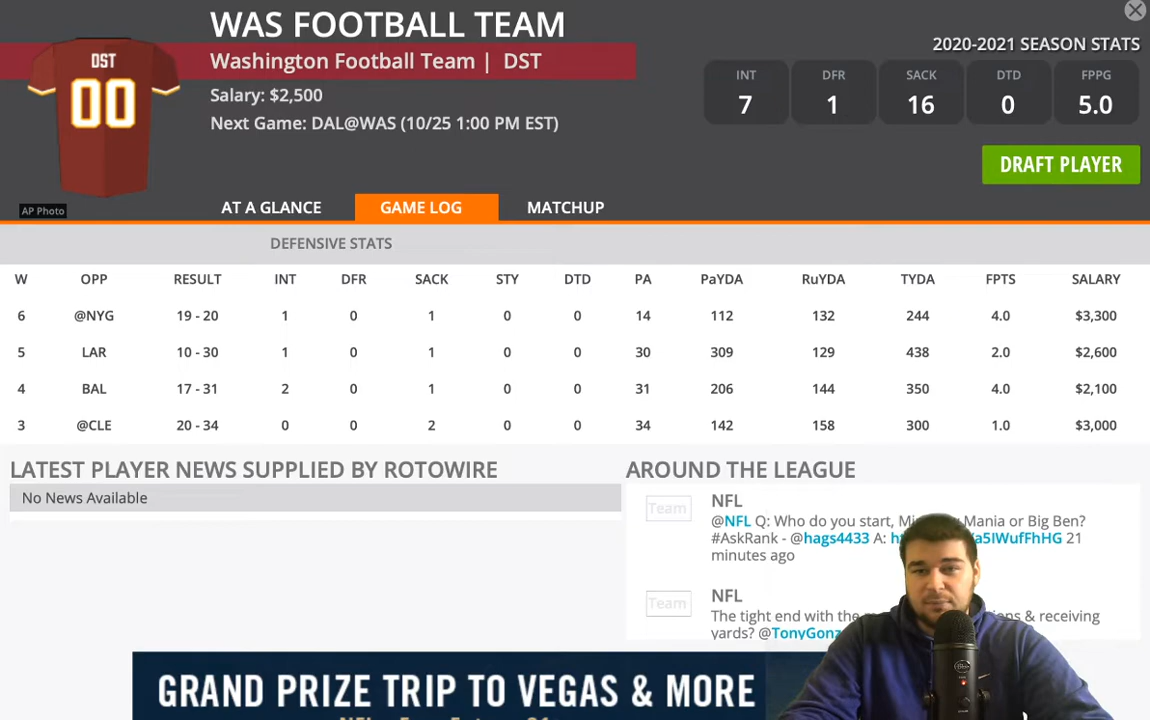 WAS FOOTBALL TEAM
Washington Football Team | DST
Salary: $2,500
Next Game: DAL@WAS (10/25 1:00 PM EST)
DST
00
AP Photo
2020-2021 SEASON STATS
INT DFR SACK DTD FPPG
7 1 16 0 5.0
DRAFT PLAYER
AT A GLANCE GAME LOG MATCHUP
DEFENSIVE STATS
W OPP RESULT INT DFR SACK STY DTD PA PaYDA RuYDA TYDA FPTS SALARY
6 @NYG 19 - 20 1 0 1 0 0 14 112 132 244 4.0 $3,300
5 LAR 10 - 30 1 0 1 0 0 30 309 129 438 2.0 $2,600
4 BAL 17 - 31 2 0 1 0 0 31 206 144 350 4.0 $2,100
3 @CLE 20 - 34 0 0 2 0 0 34 142 158 300 1.0 $3,000
LATEST PLAYER NEWS SUPPLIED BY ROTOWIRE
No News Available
AROUND THE LEAGUE
Team
NFL
@NFL Q: Who do you start, Mania or Big Ben?
#AskRank - @hags4433 A: 21
minutes ago
Team
NFL
The tight end with the & receiving
yards?
GRAND PRIZE TRIP TO VEGAS & MORE